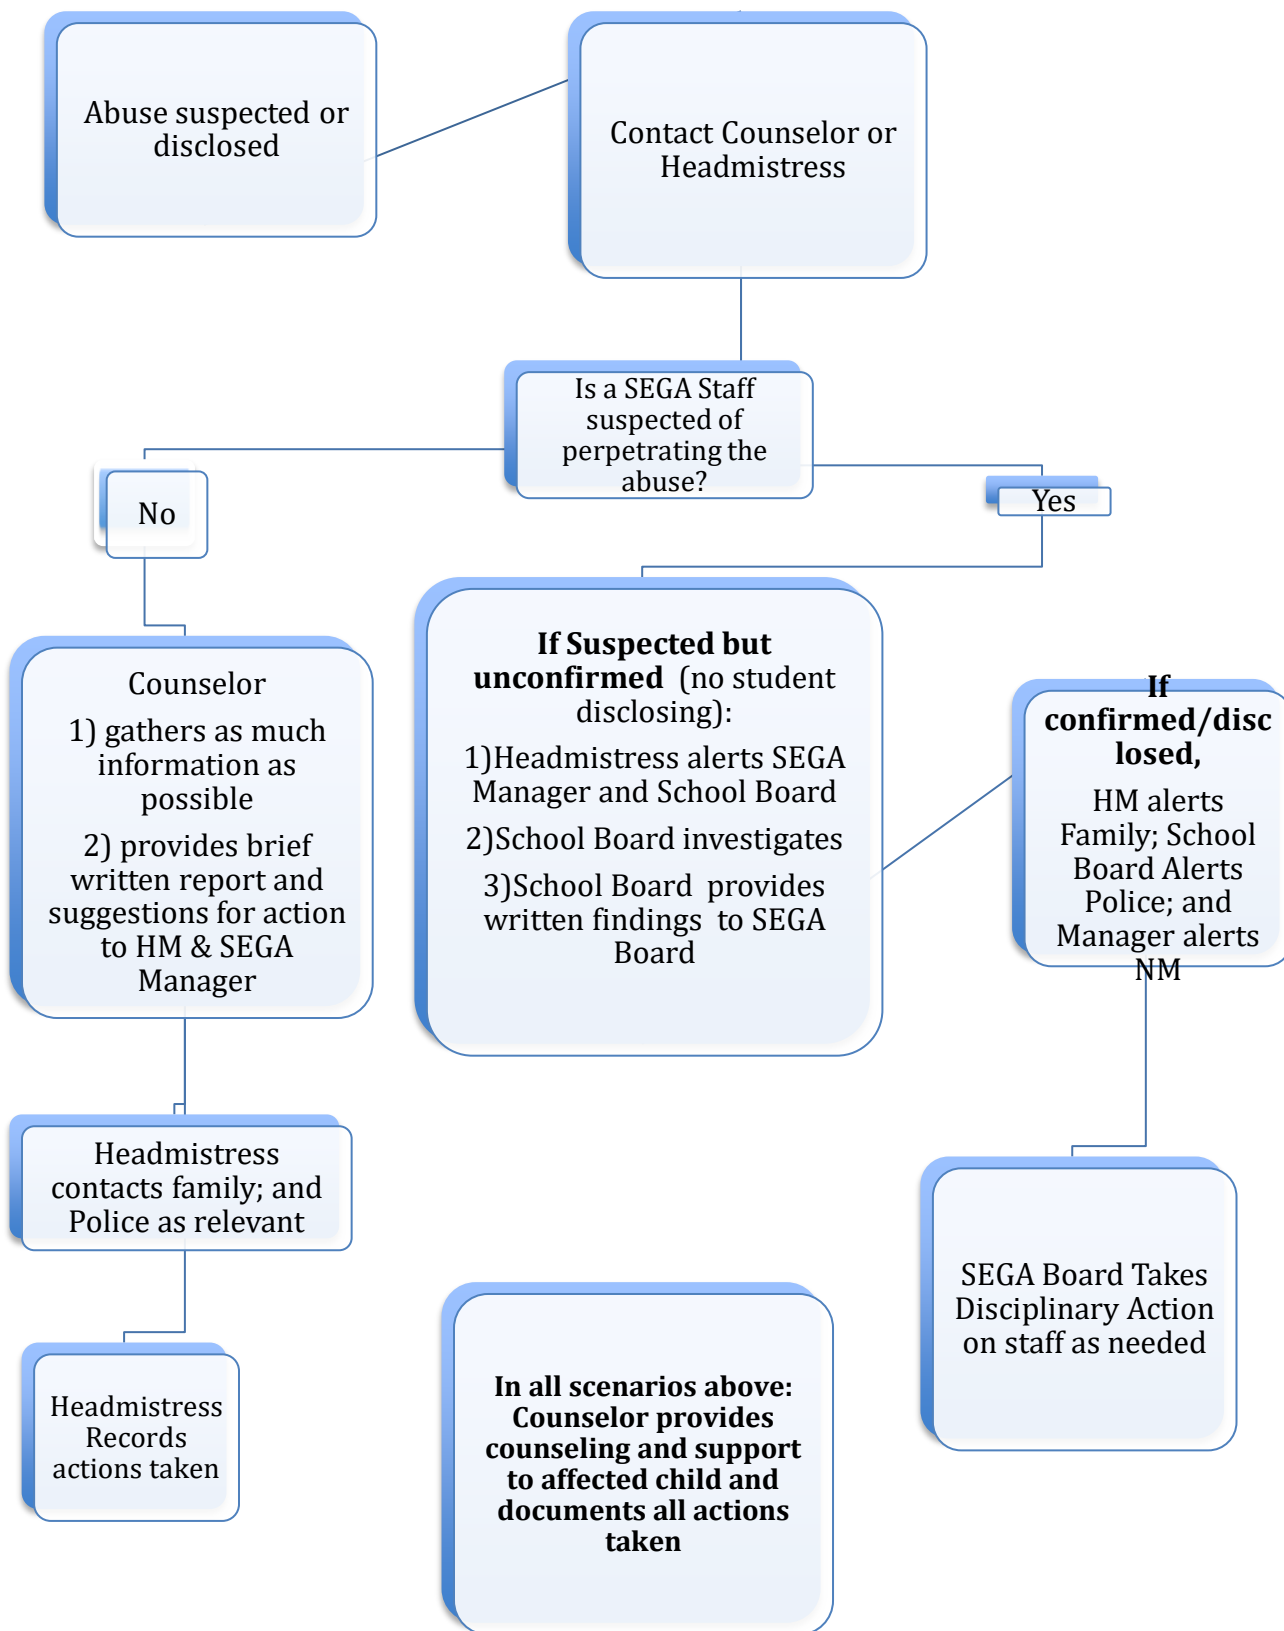 Abuse suspected or
disclosed
Contact Counselor or
Headmistress
Is a SEGA Staff
suspected of
perpetrating the
abuse?
No
Yes
Counselor
1) gathers as much
information as
possible
2) provides brief
written report and
suggestions for action
to HM & SEGA
Manager
If Suspected but
unconfirmed (no student
disclosing):
1)Headmistress alerts SEGA
Manager and School Board
2)School Board investigates
3)School Board provides
written findings to SEGA
Board
If
confirmed/disc
losed,
HM alerts
Family; School
Board Alerts
Police; and
Manager alerts
NM
Headmistress
contacts family; and
Police as relevant
Headmistress
Records
actions taken
In all scenarios above:
Counselor provides
counseling and support
to affected child and
documents all actions
taken
SEGA Board Takes
Disciplinary Action
on staff as needed